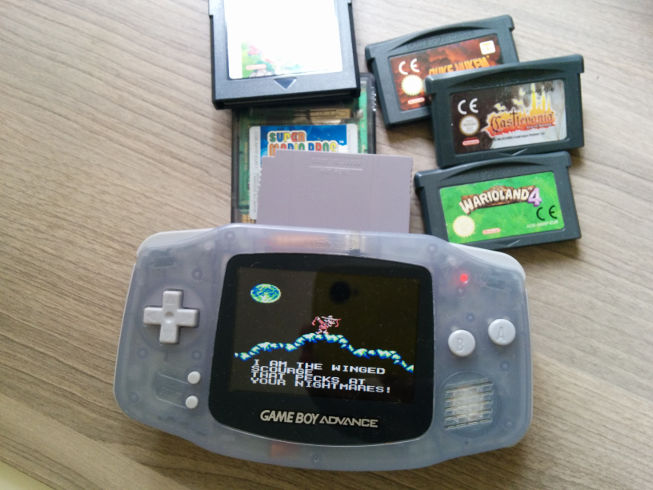 SUPER
MARIO BROS
CE
DUKE NUKEM
CE
Castlevania
WARIOLAND 4
CE
I AM THE WINGED
SCOURGE
THAT PECKS AT
YOUR NIGHTMARES!
B
A
GAME BOY ADVANCE